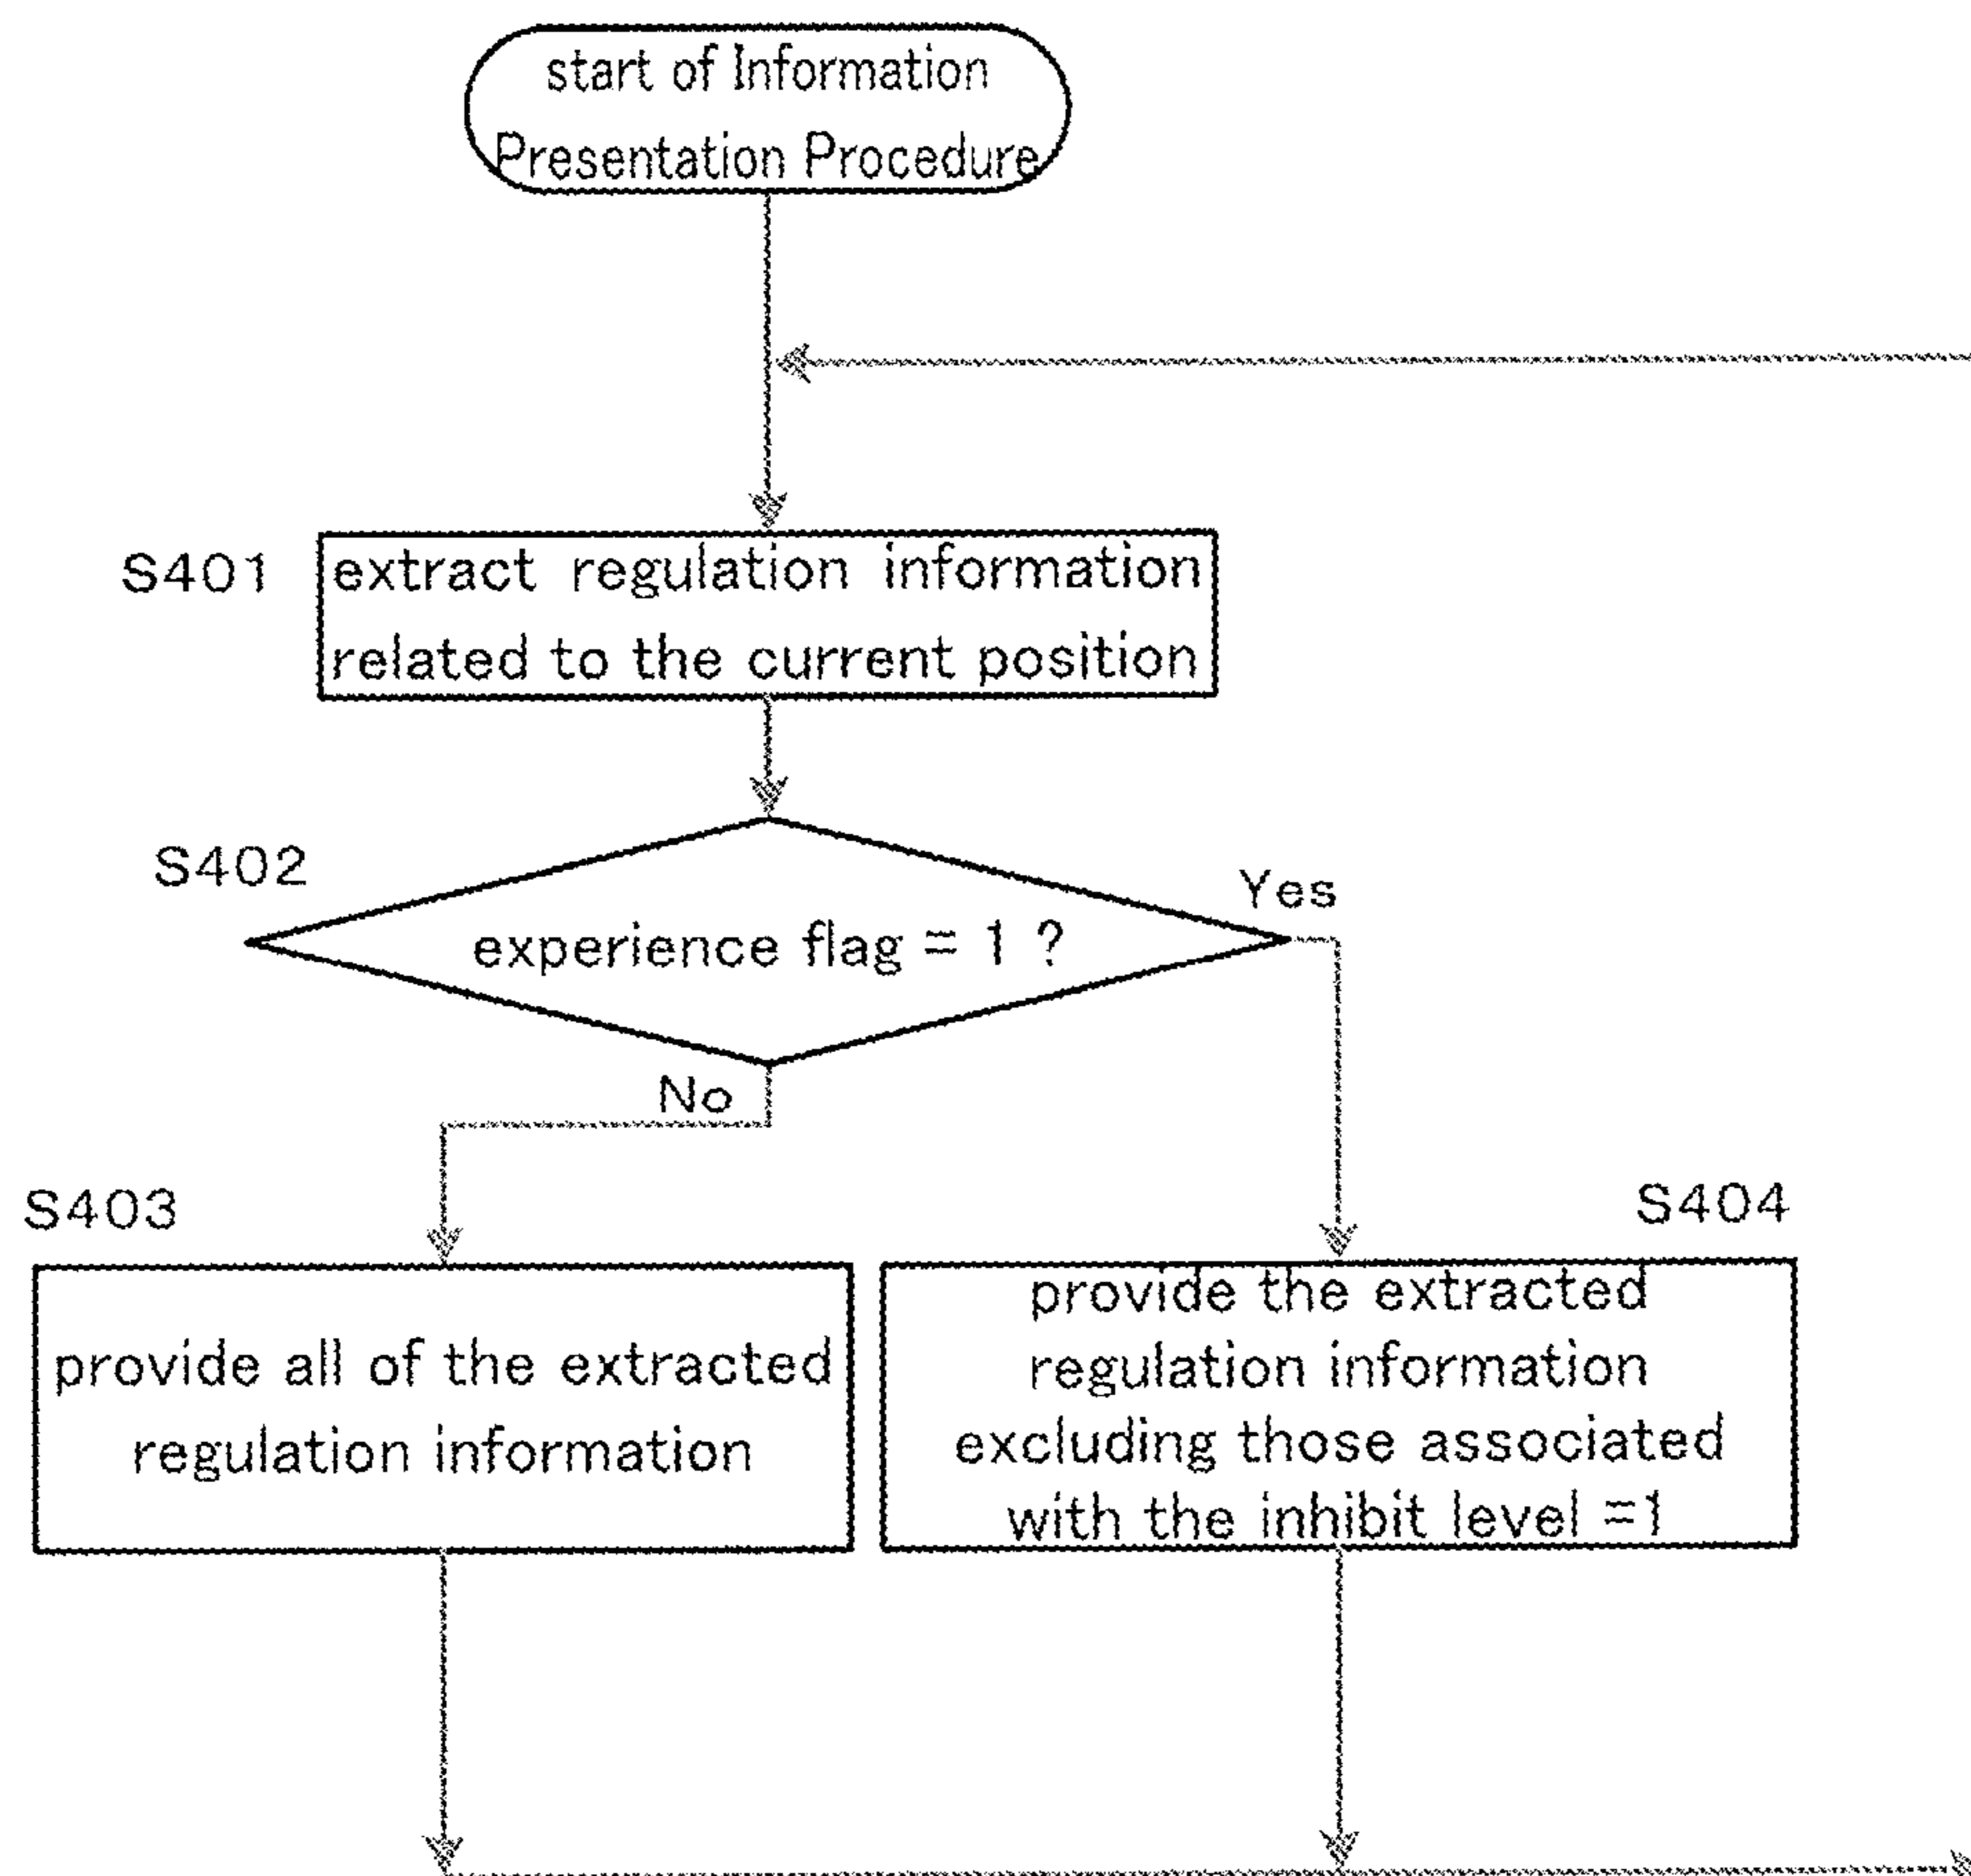 start of Information
Presentation Procedure
S401
extract regulation information
related to the current position
S402
experience flag = 1 ?
Yes
No
S403
provide all of the extracted
regulation information
S404
provide the extracted
regulation information
excluding those associated
with the inhibit level =1